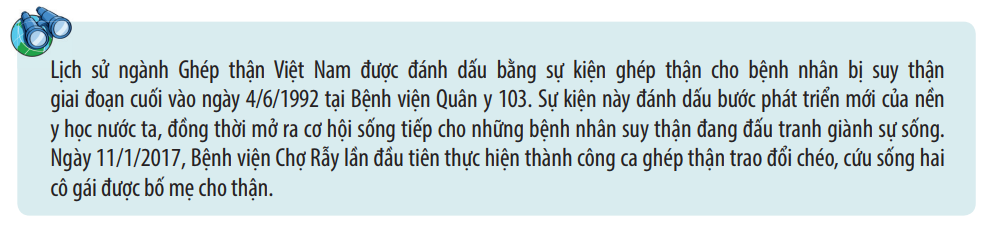 Lịch sử ngành Ghép thận Việt Nam được đánh dấu bằng sự kiện ghép thận cho bệnh nhân bị suy thận
giai đoạn cuối vào ngày 4/6/1992 tại Bệnh viện Quân y 103. Sự kiện này đánh dấu bước phát triển mới của nền
y học nước ta, đồng thời mở ra cơ hội sống tiếp cho những bệnh nhân suy thận đang đấu tranh giành sự sống.
Ngày 11/1/2017, Bệnh viện Chợ Rẫy lần đầu tiên thực hiện thành công ca ghép thận trao đổi chéo, cứu sống hai
cô gái được bố mẹ cho thận.